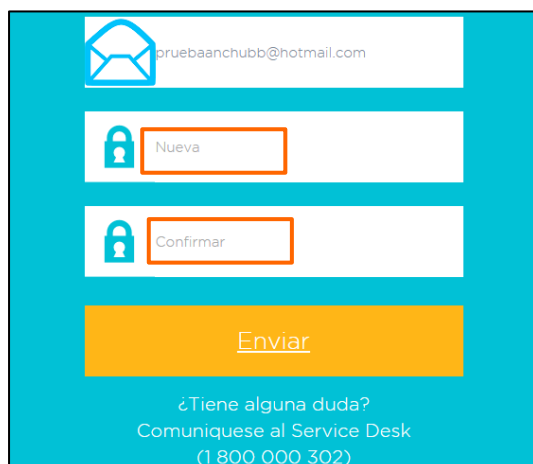 pruebaanchubb@hotmail.com
Nueva
Confirmar
Enviar
¿Tiene alguna duda?
Comuniquese al Service Desk
(1 800 000 302)